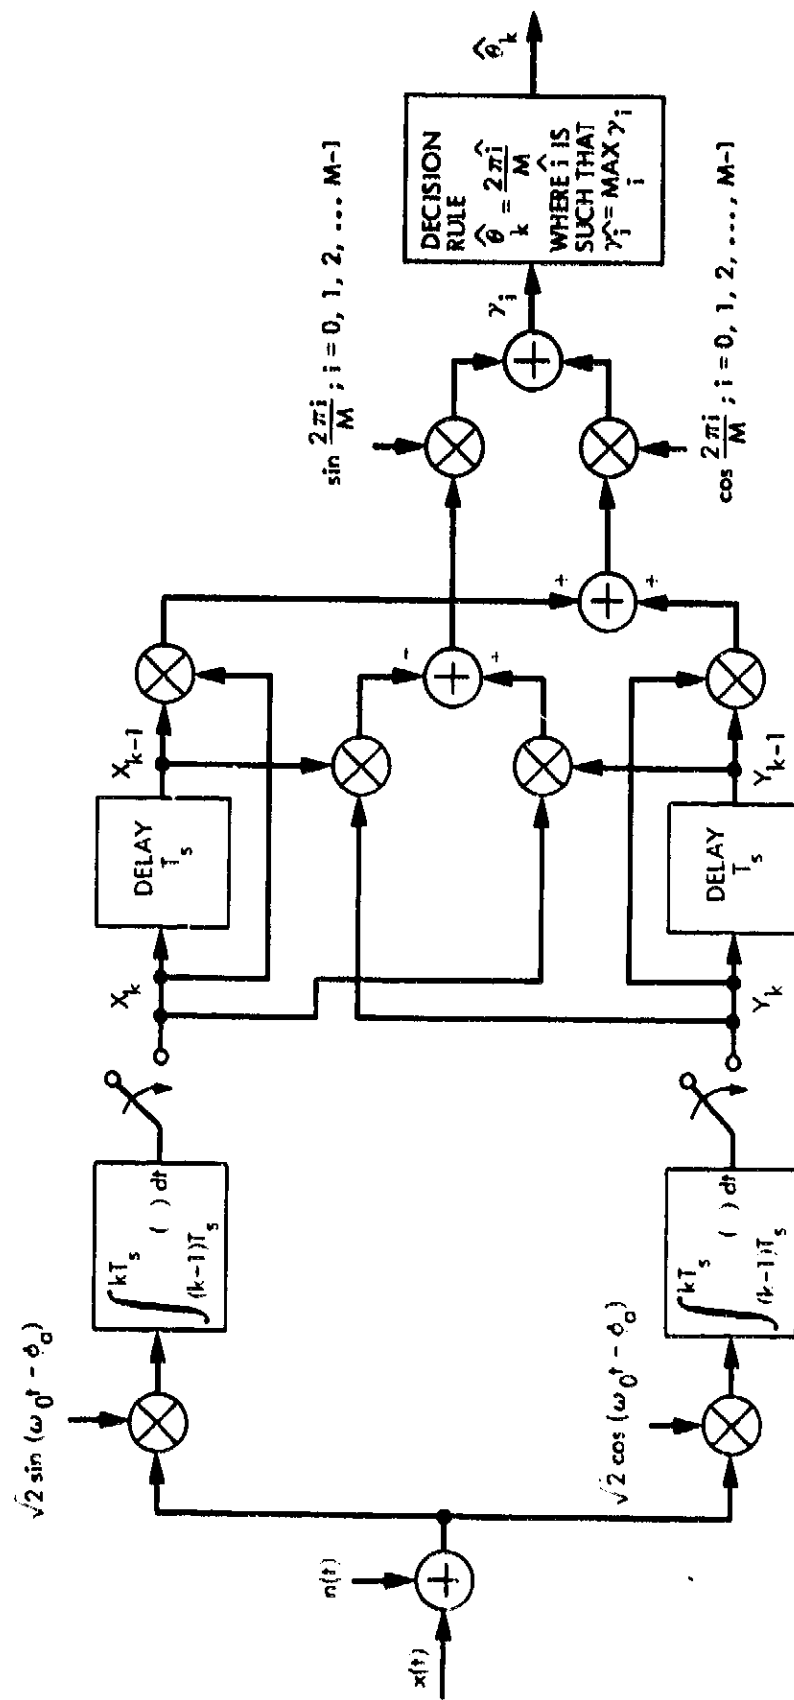 x(t)
n(t)
√2 sin (ω₀t − φₐ)
√2 cos (ω₀t − φₐ)
∫ kTₛ ( ) dt (k−1)Tₛ
∫ kTₛ ( ) dt (k−1)Tₛ
Xₖ
Yₖ
DELAY
Tₛ
DELAY
Tₛ
Xₖ₋₁
Yₖ₋₁
-
+
+
+
sin 2πi/M ; i = 0, 1, 2, ... M-1
cos 2πi/M ; i = 0, 1, 2, ..., M-1
γᵢ
DECISION
RULE
θ̂ₖ = 2πî/M
WHERE î IS
SUCH THAT
γî = MAX γᵢ
i
θ̂ₖ